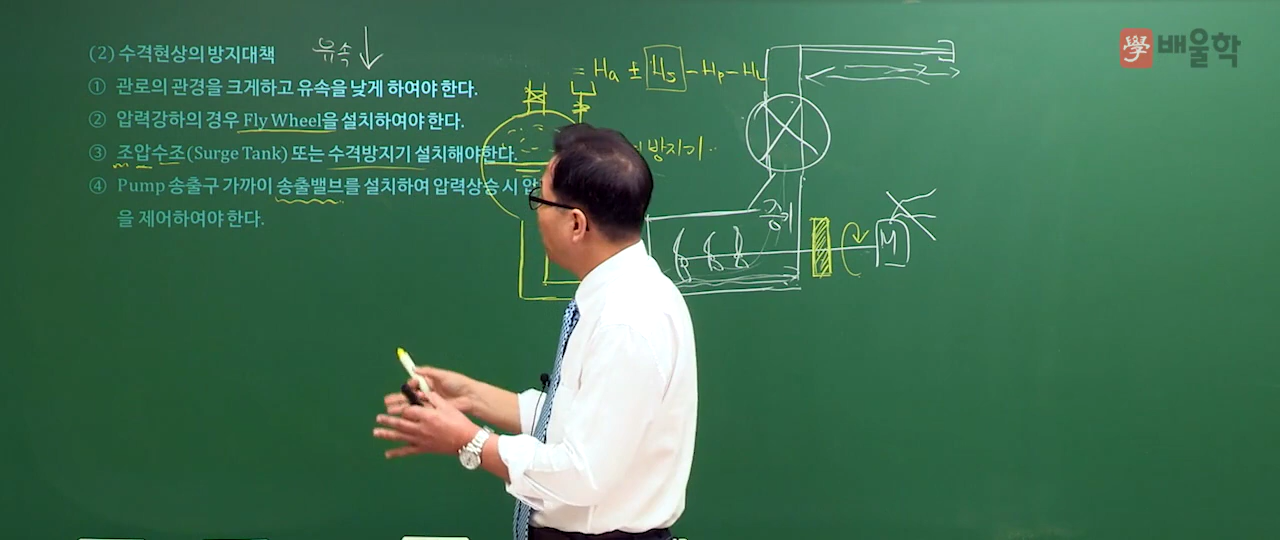 (2) 수격현상의 방지대책
유속
① 관로의 관경을 크게하고 유속을 낮게 하여야 한다.
② 압력강하의 경우 Fly Wheel을 설치하여야 한다.
③ 조압수조(Surge Tank) 또는 수격방지기 설치해야한다.
④ Pump 송출구 가까이 송출밸브를 설치하여 압력상승 시 압
을 제어하여야 한다.
= Ha ± Hs - Hp - HL
방지기
M
學 배울학